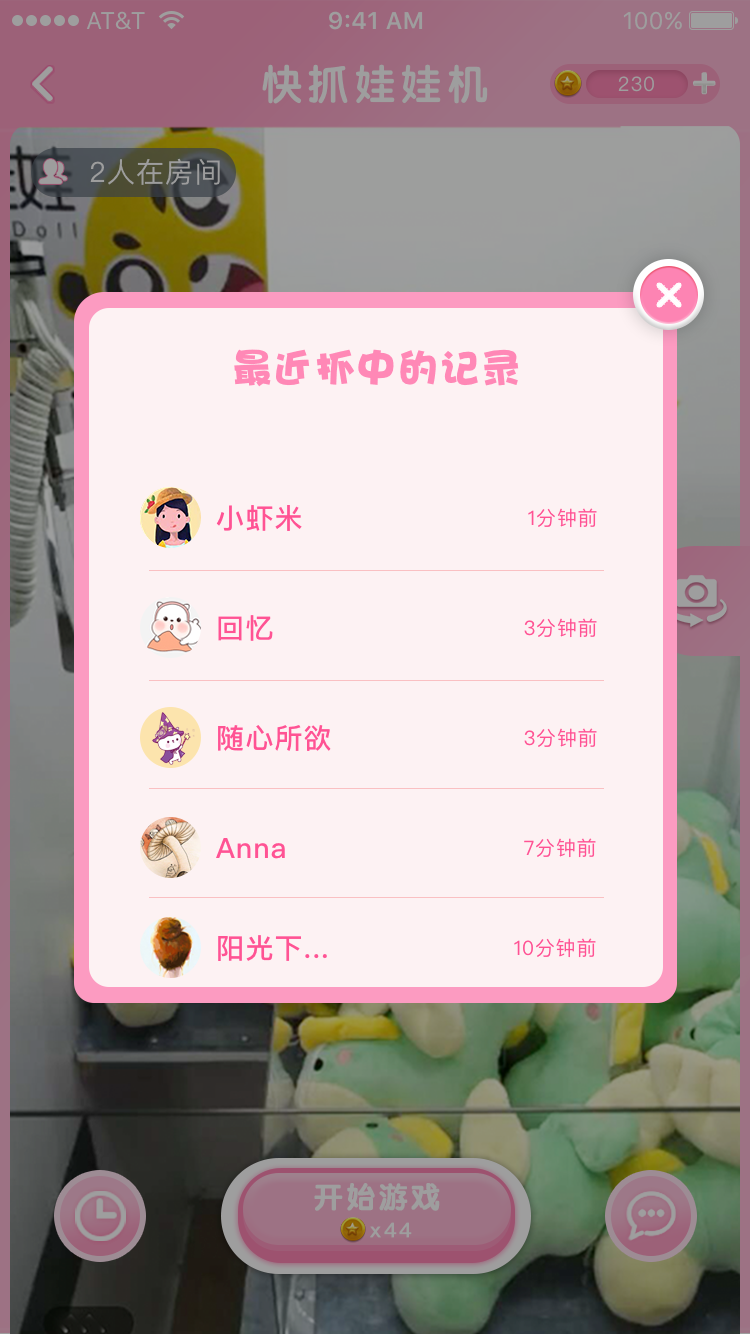 AT&T 9:41 AM 100%
快抓娃娃机 230
2人在房间
娃
Doll
最近抓中的记录
小虾米 1分钟前
回忆 3分钟前
随心所欲 3分钟前
Anna 7分钟前
阳光下... 10分钟前
开始游戏
x44